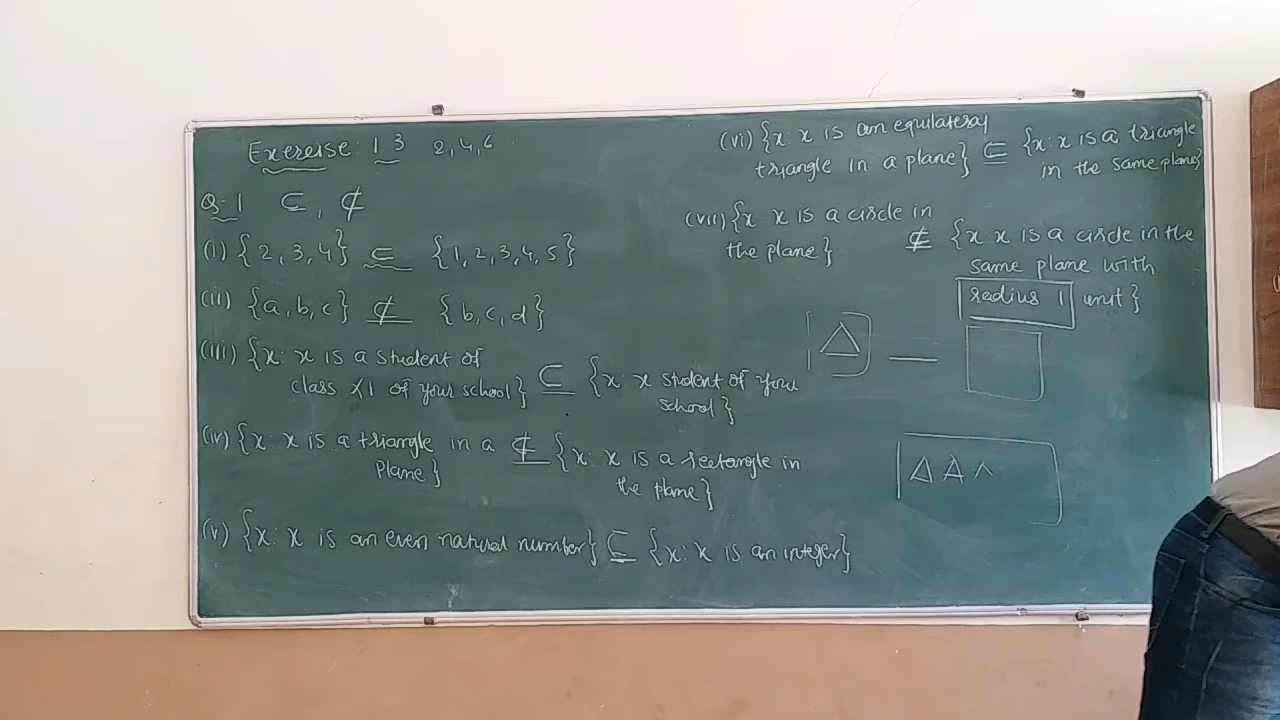 Exercise: 1 3 2,4,6
Q-1 ⊆, ⊄
(i) {2,3,4} ⊂ {1,2,3,4,5}
(ii) {a,b,c} ⊄ {b,c,d}
(iii) {x: x is a student of
class XI of your school} ⊆ {x: x student of your
school}
(iv) {x: x is a triangle in a ⊄ {x: x is a rectangle in
Plane}
the plane}
(v) {x: x is an even natural number} ⊆ {x: x is an integer}
(vi) {x: x is an equilateral
triangle in a plane} ⊆ {x: x is a triangle
in the same plane}
(vii) {x x is a circle in
the plane} ⊄ {x x is a circle in the
same plane with
radius 1 unit}